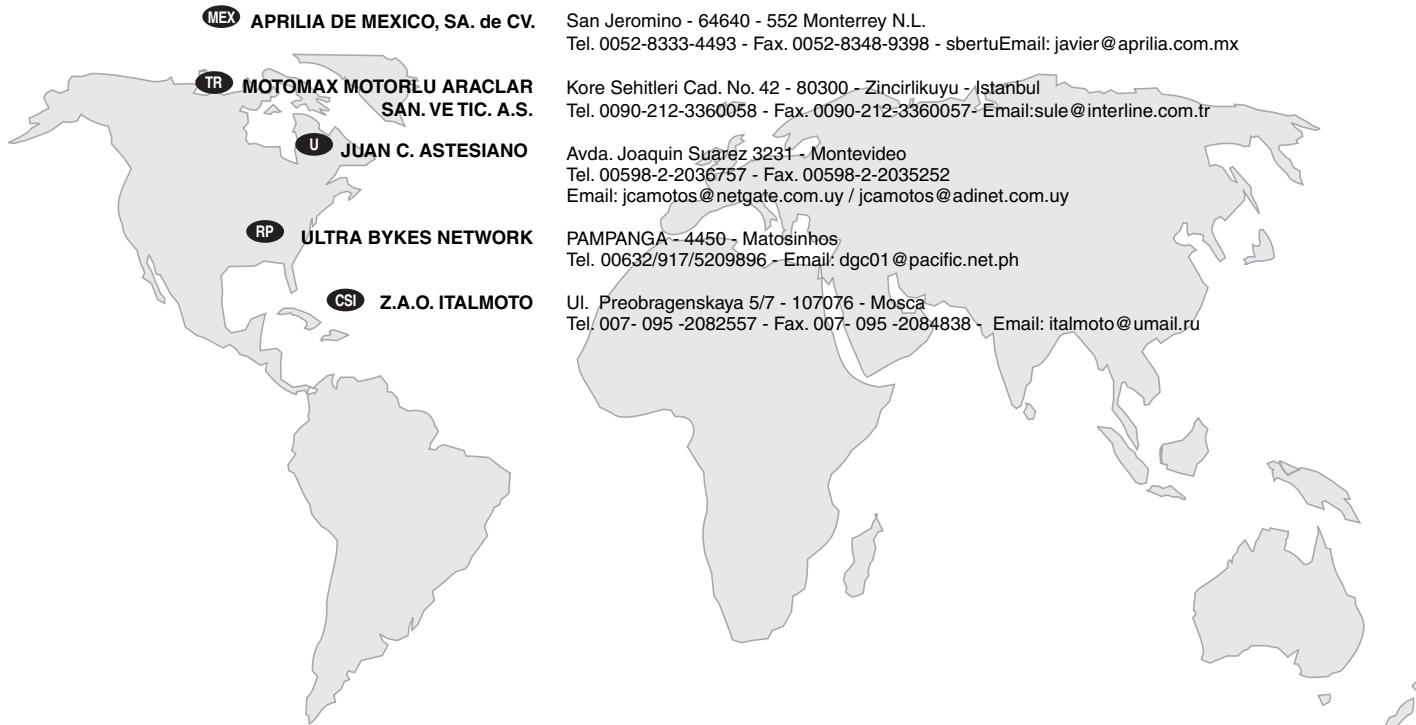 MEX APRILIA DE MEXICO, SA. de CV. San Jeromino - 64640 - 552 Monterrey N.L.
Tel. 0052-8333-4493 - Fax. 0052-8348-9398 - sbertuEmail: javier@aprilia.com.mx
TR MOTOMAX MOTORLU ARACLAR Kore Sehitleri Cad. No. 42 - 80300 - Zincirlikuyu - Istanbul
SAN. VE TIC. A.S. Tel. 0090-212-3360058 - Fax. 0090-212-3360057- Email:sule@interline.com.tr
U JUAN C. ASTESIANO Avda. Joaquin Suarez 3231 - Montevideo
Tel. 00598-2-2036757 - Fax. 00598-2-2035252
Email: jcamotos@netgate.com.uy / jcamotos@adinet.com.uy
RP ULTRA BYKES NETWORK PAMPANGA - 4450 - Matosinhos
Tel. 00632/917/5209896 - Email: dgc01@pacific.net.ph
CSI Z.A.O. ITALMOTO Ul. Preobragenskaya 5/7 - 107076 - Mosca
Tel. 007- 095 -2082557 - Fax. 007- 095 -2084838 - Email: italmoto@umail.ru